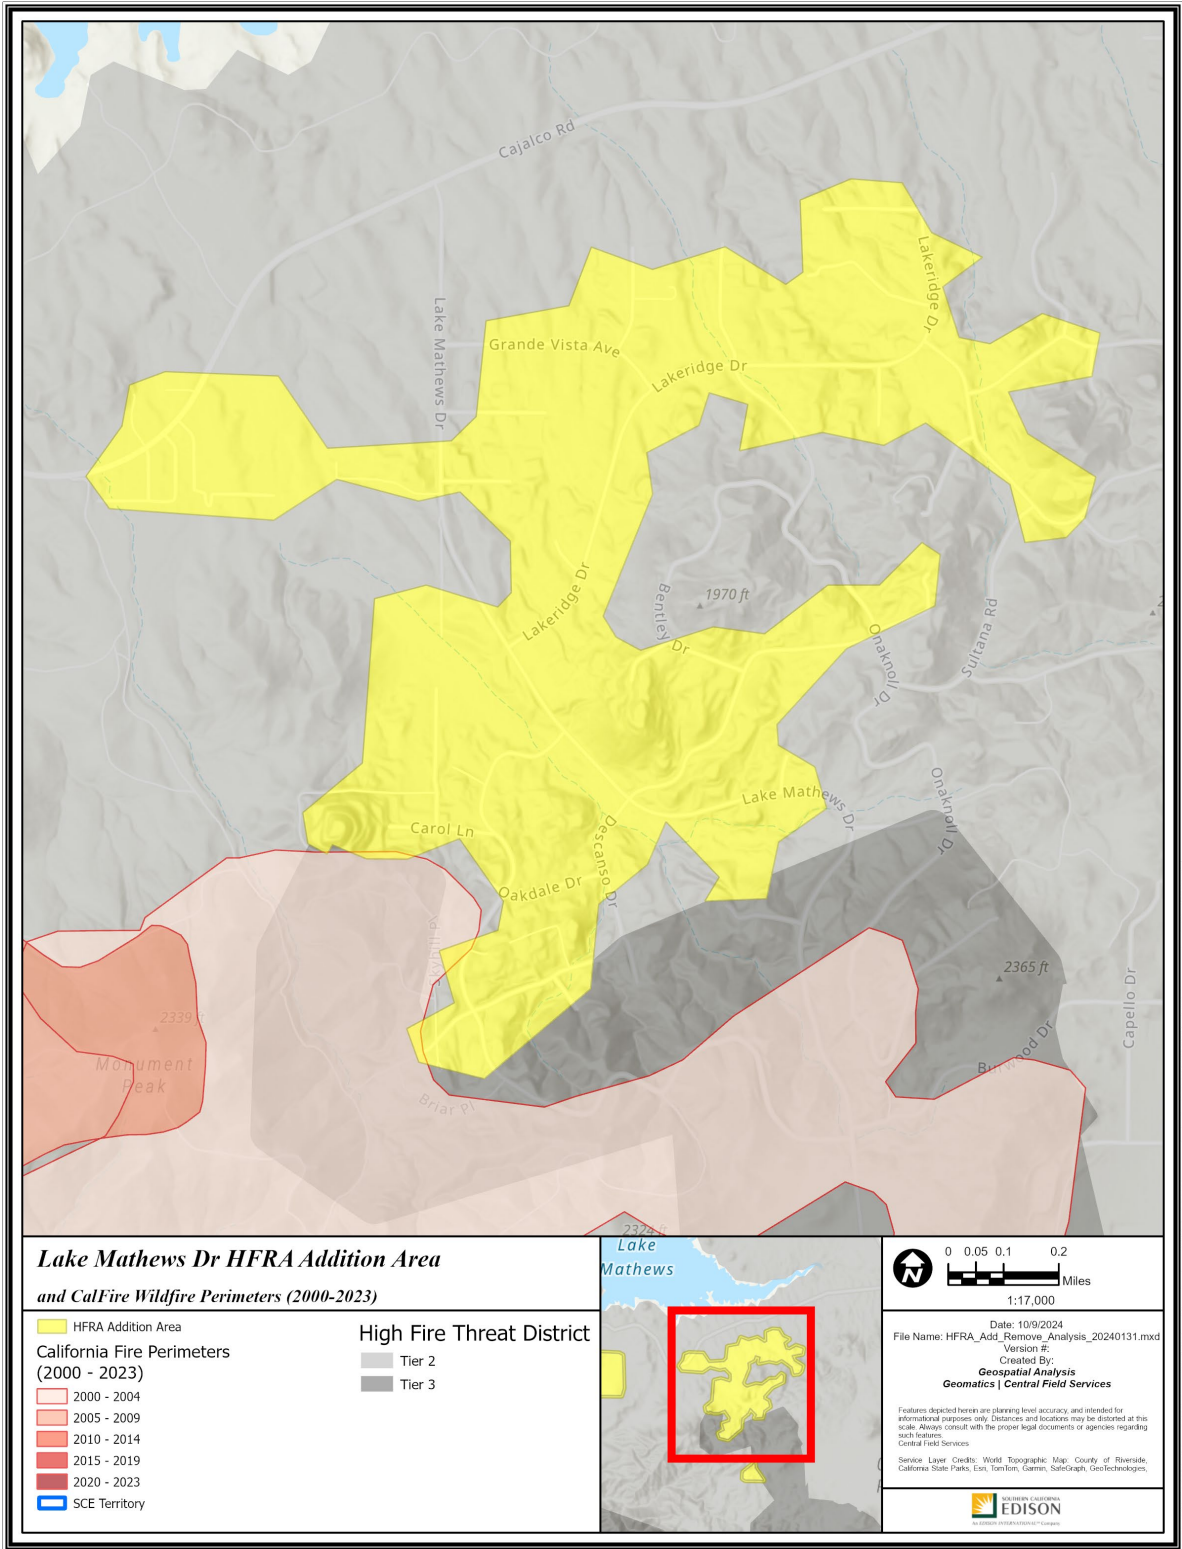 Cajalco Rd
Lakeridge Dr
Lake Mathews Dr
Grande Vista Ave
Lakeridge Dr
1970 ft
Bentley Dr
Lakeridge Dr
Onaknoll Dr
Sultana Rd
Onaknoll Dr
Lake Mathews Dr
Carol Ln
Descanso Dr
Oakdale Dr
2365 ft
Capello Dr
2339 ft
Monument
Peak
Burwood Dr
Briar Pl
2324 ft
Lake Mathews Dr HFRA Addition Area
and CalFire Wildfire Perimeters (2000-2023)
HFRA Addition Area
California Fire Perimeters
(2000 - 2023)
2000 - 2004
2005 - 2009
2010 - 2014
2015 - 2019
2020 - 2023
SCE Territory
High Fire Threat District
Tier 2
Tier 3
Lake
Mathews
N
0 0.05 0.1 0.2
Miles
1:17,000
Date: 10/9/2024
File Name: HFRA_Add_Remove_Analysis_20240131.mxd
Version #:
Created By:
Geospatial Analysis
Geomatics | Central Field Services
Features depicted herein are planning level accuracy, and intended for
informational purposes only. Distances and locations may be distorted at this
scale. Always consult with the proper legal documents or agencies regarding
such features.
Central Field Services
Service Layer Credits: World Topographic Map: County of Riverside,
California State Parks, Esri, TomTom, Garmin, SafeGraph, GeoTechnologies,
SOUTHERN CALIFORNIA
EDISON
An EDISON INTERNATIONAL™ Company